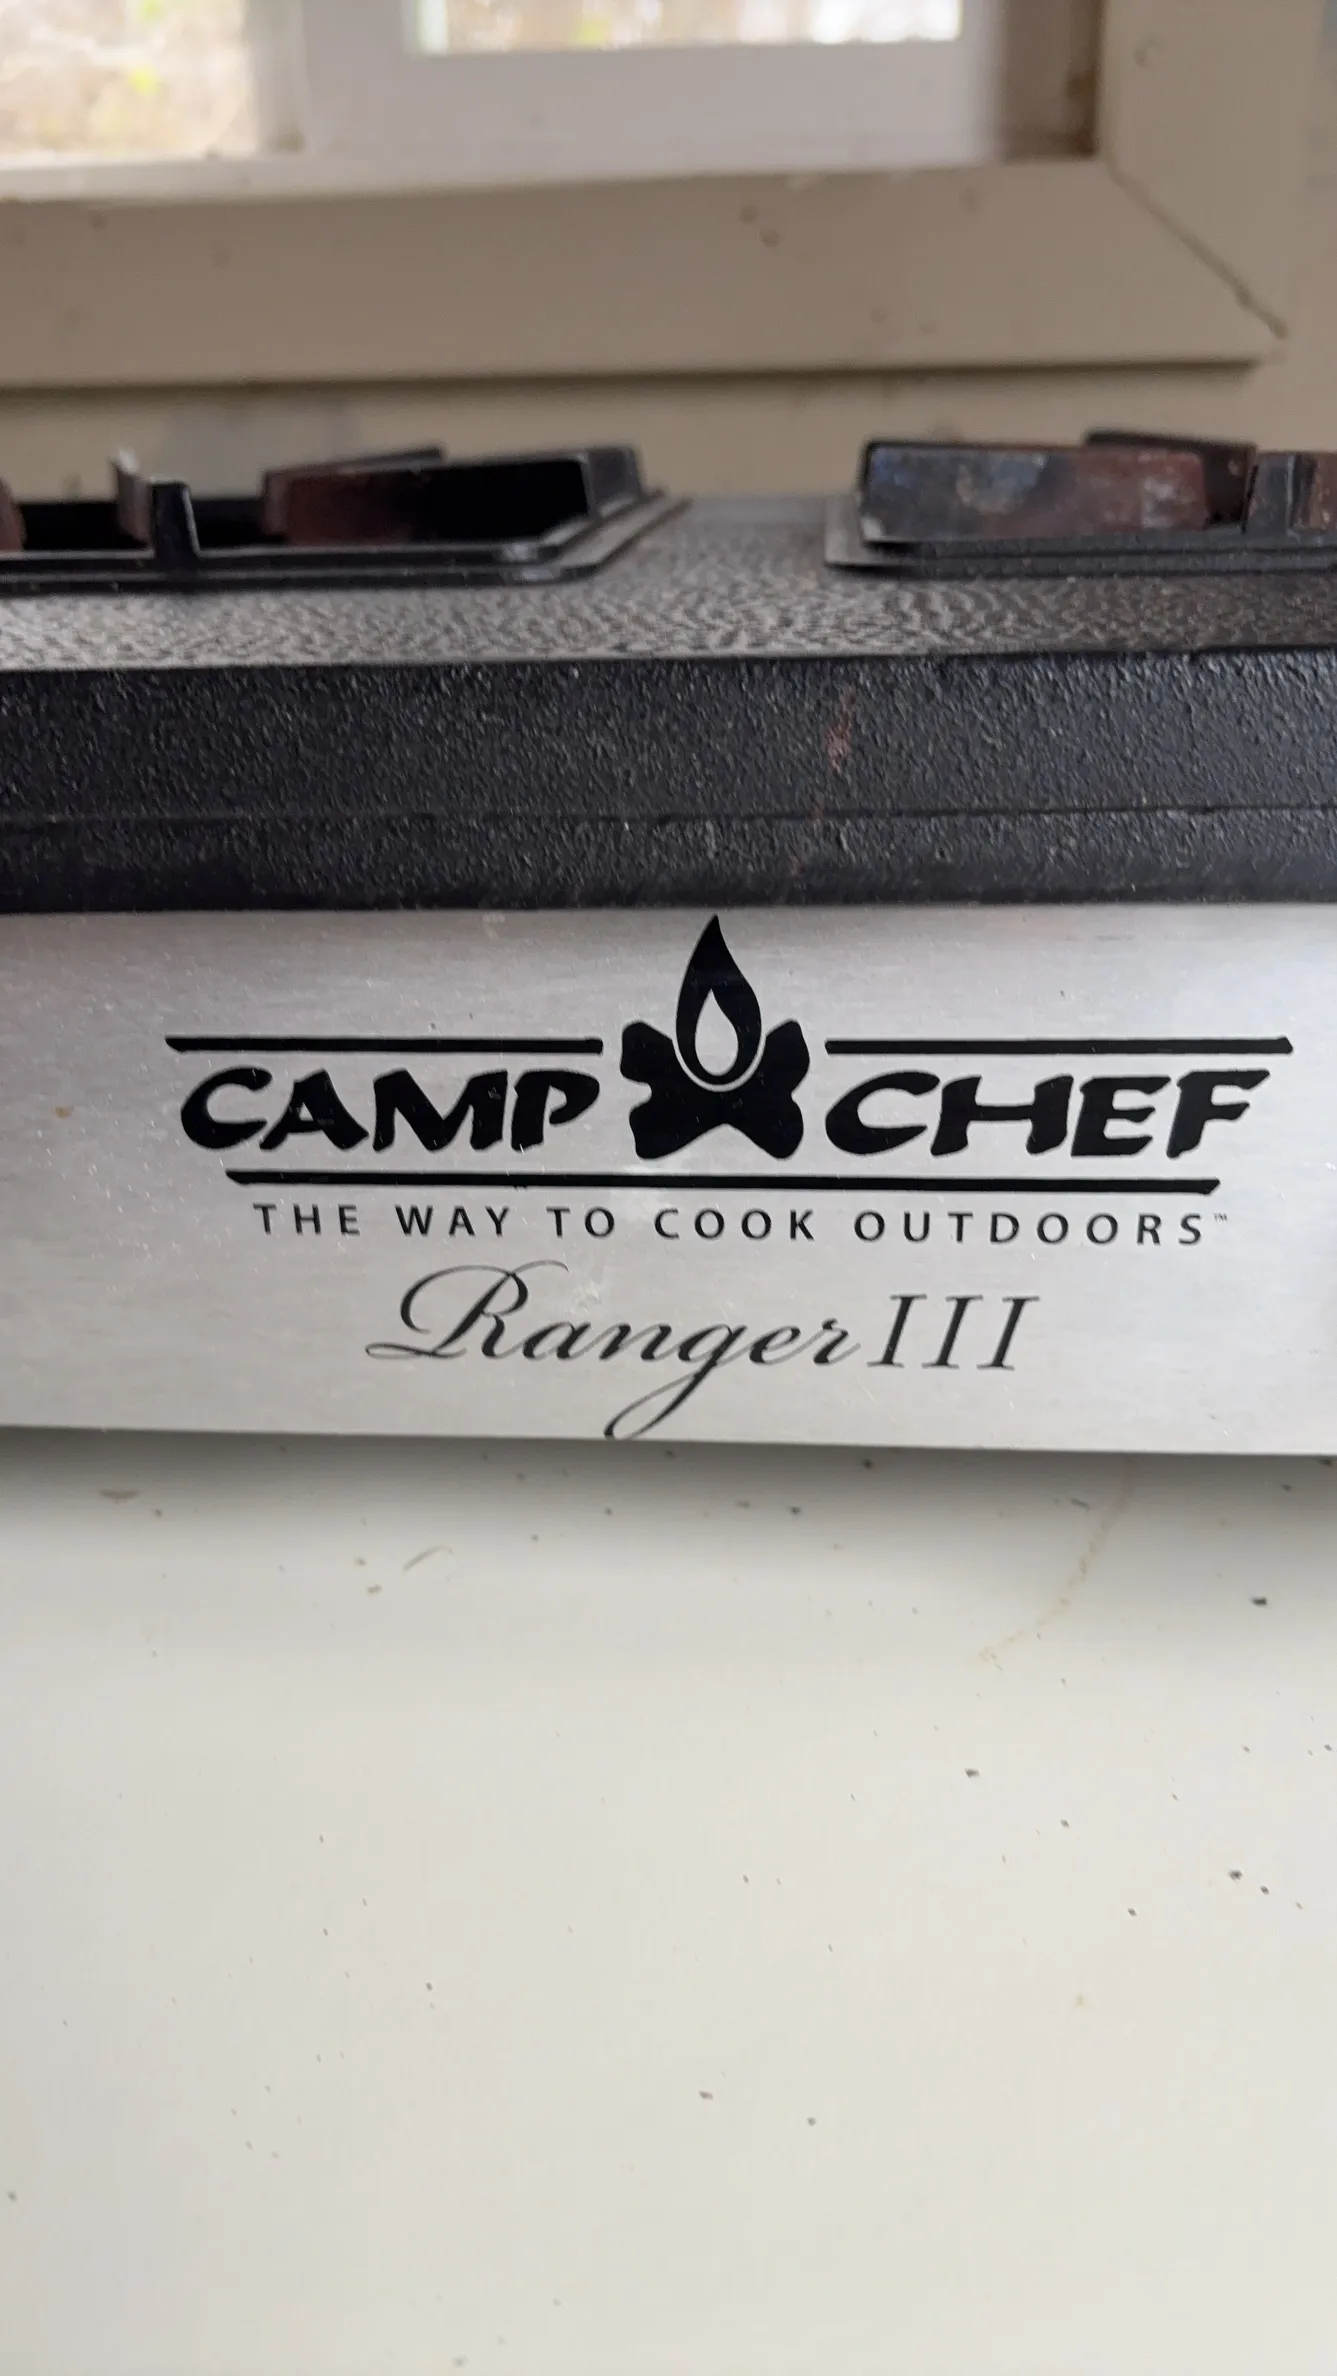 CAMP CHEF
THE WAY TO COOK OUTDOORS™
Ranger III